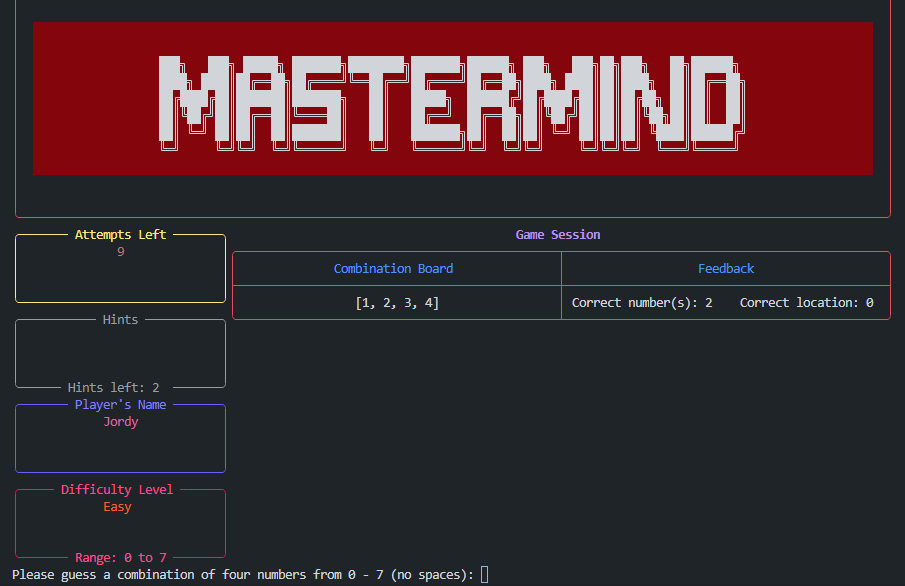 MASTERMIND
Attempts Left
9
Hints
Hints left: 2
Player's Name
Jordy
Difficulty Level
Easy
Range: 0 to 7
Game Session
Combination Board Feedback
[1, 2, 3, 4] Correct number(s): 2 Correct location: 0
Please guess a combination of four numbers from 0 - 7 (no spaces):